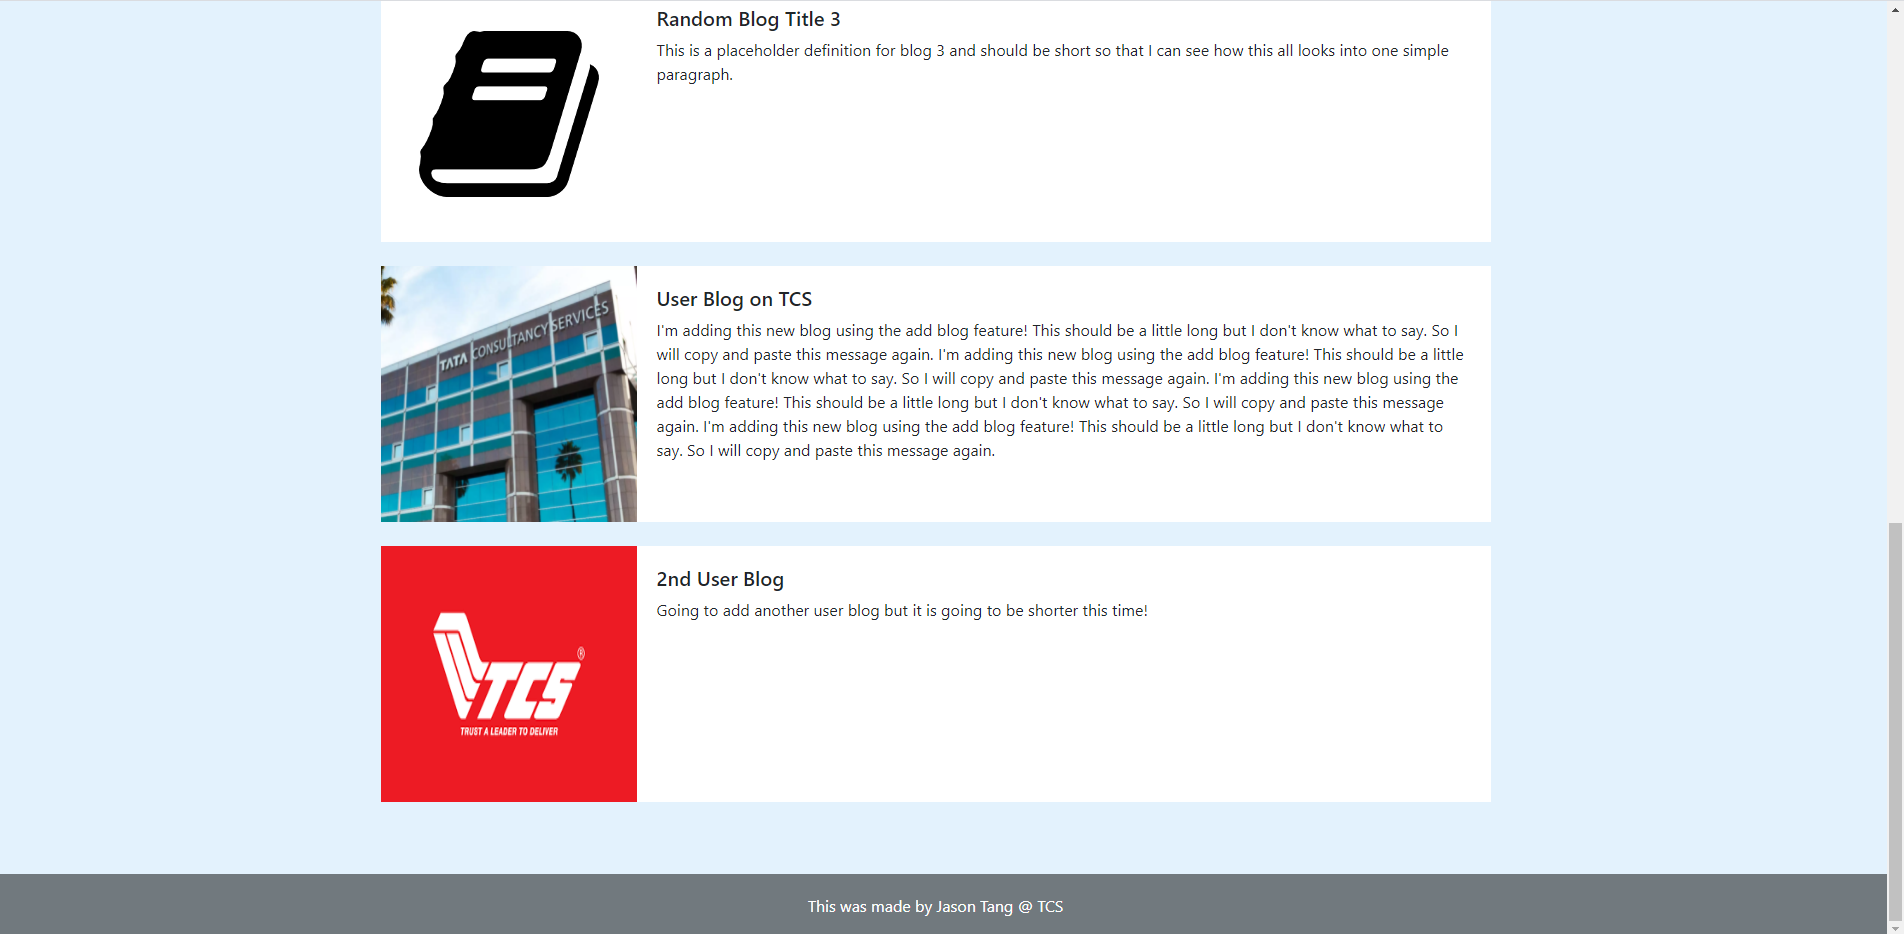 Random Blog Title 3
This is a placeholder definition for blog 3 and should be short so that I can see how this all looks into one simple
paragraph.
TATA CONSULTANCY SERVICES
User Blog on TCS
I'm adding this new blog using the add blog feature! This should be a little long but I don't know what to say. So I
will copy and paste this message again. I'm adding this new blog using the add blog feature! This should be a little
long but I don't know what to say. So I will copy and paste this message again. I'm adding this new blog using the
add blog feature! This should be a little long but I don't know what to say. So I will copy and paste this message
again. I'm adding this new blog using the add blog feature! This should be a little long but I don't know what to
say. So I will copy and paste this message again.
TCS®
TRUST A LEADER TO DELIVER
2nd User Blog
Going to add another user blog but it is going to be shorter this time!
This was made by Jason Tang @ TCS